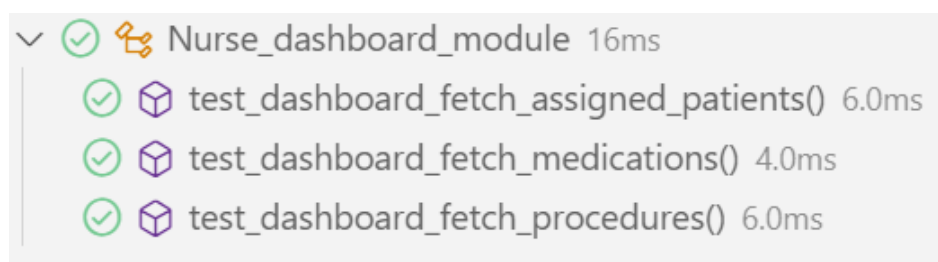 Nurse_dashboard_module 16ms
test_dashboard_fetch_assigned_patients() 6.0ms
test_dashboard_fetch_medications() 4.0ms
test_dashboard_fetch_procedures() 6.0ms